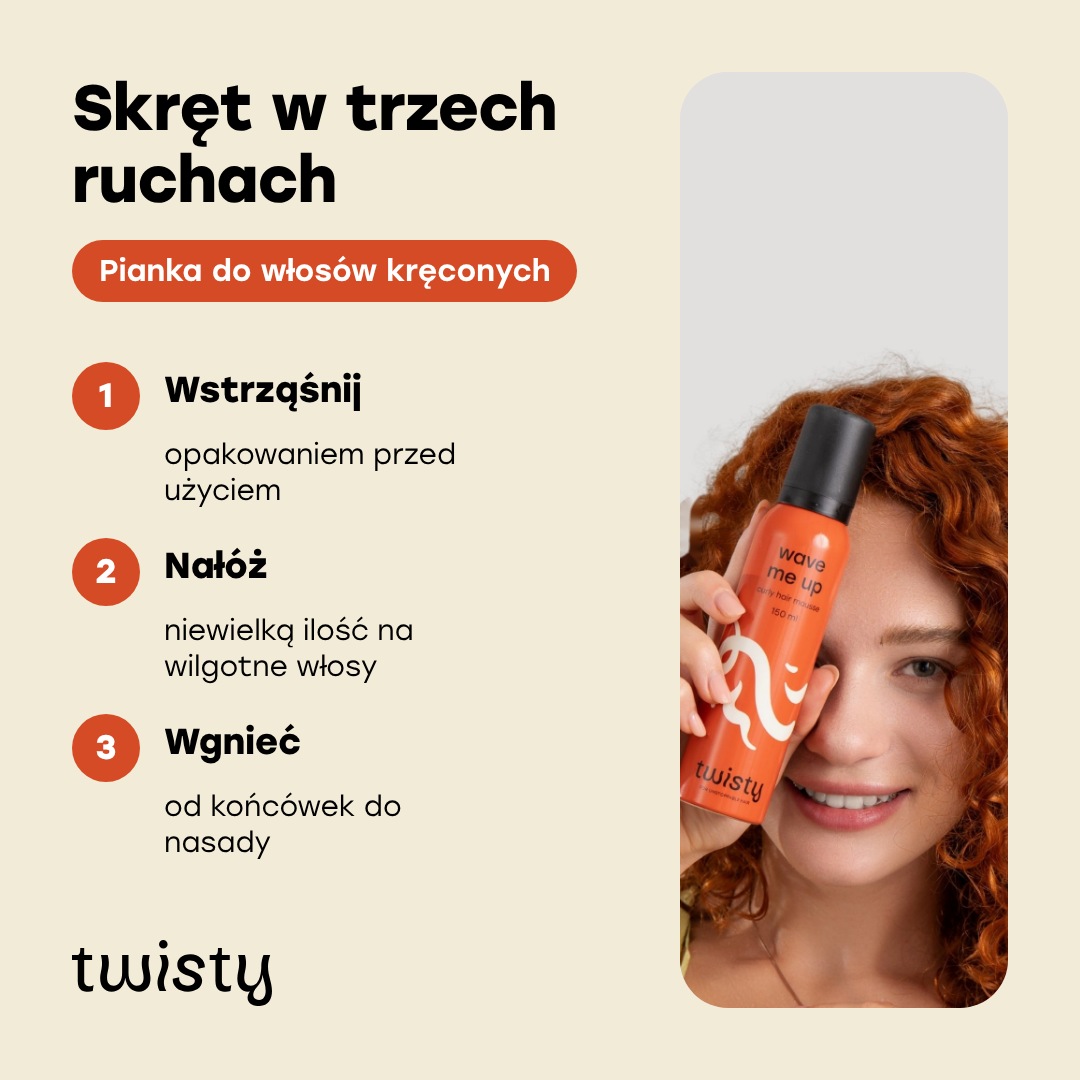 Skręt w trzech
ruchach
Pianka do włosów kręconych
1
Wstrząśnij
opakowaniem przed
użyciem
2
Nałóż
niewielką ilość na
wilgotne włosy
3
Wgnieć
od końcówek do
nasady
twisty
wave
me up
curly hair mousse
150 ml
twisty